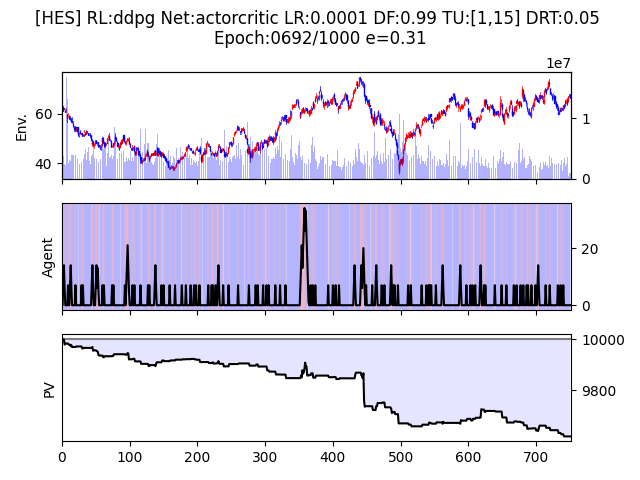 [HES] RL:ddpg Net:actorcritic LR:0.0001 DF:0.99 TU:[1,15] DRT:0.05
Epoch:0692/1000 e=0.31
1e7
Env.
60
40
1
0
Agent
20
0
PV
10000
9800
0 100 200 300 400 500 600 700